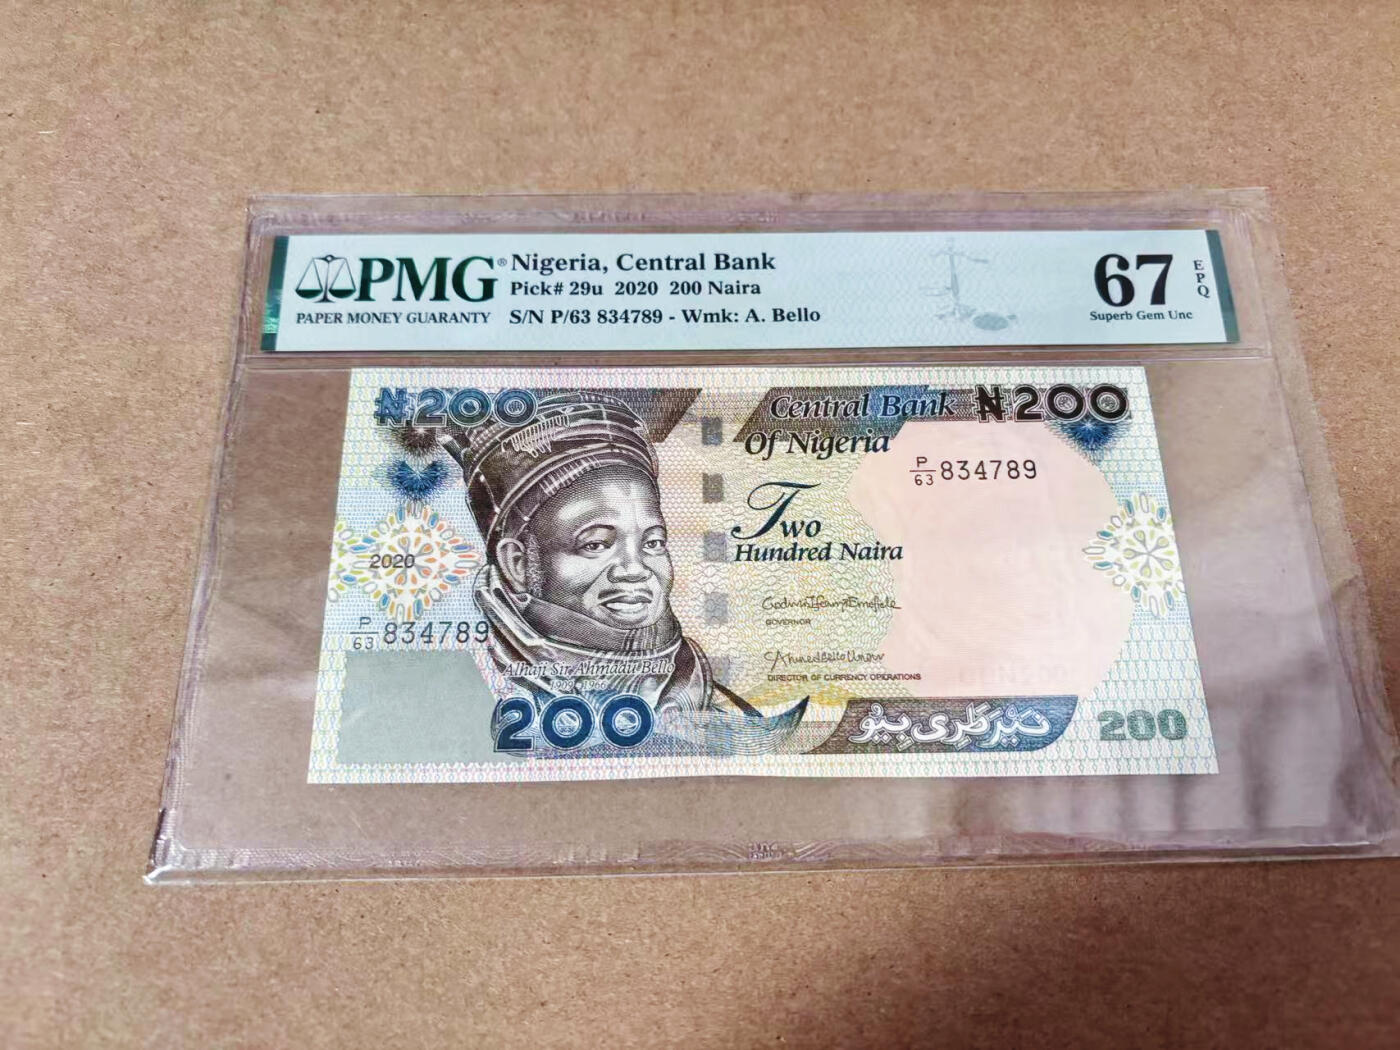 PMG®
PAPER MONEY GUARANTY
Nigeria, Central Bank
Pick# 29u 2020 200 Naira
S/N P/63 834789 - Wmk: A. Bello
67
EPQ
Superb Gem Unc
₦200
Central Bank
Of Nigeria
₦200
P/63 834789
Two
Hundred Naira
2020
GOVERNOR
P/63 834789
Alhaji Sir Ahmadu Bello
1909 - 1966
DIRECTOR OF CURRENCY OPERATIONS
200
نَيْرَ مَتَرِى بِيُو
200